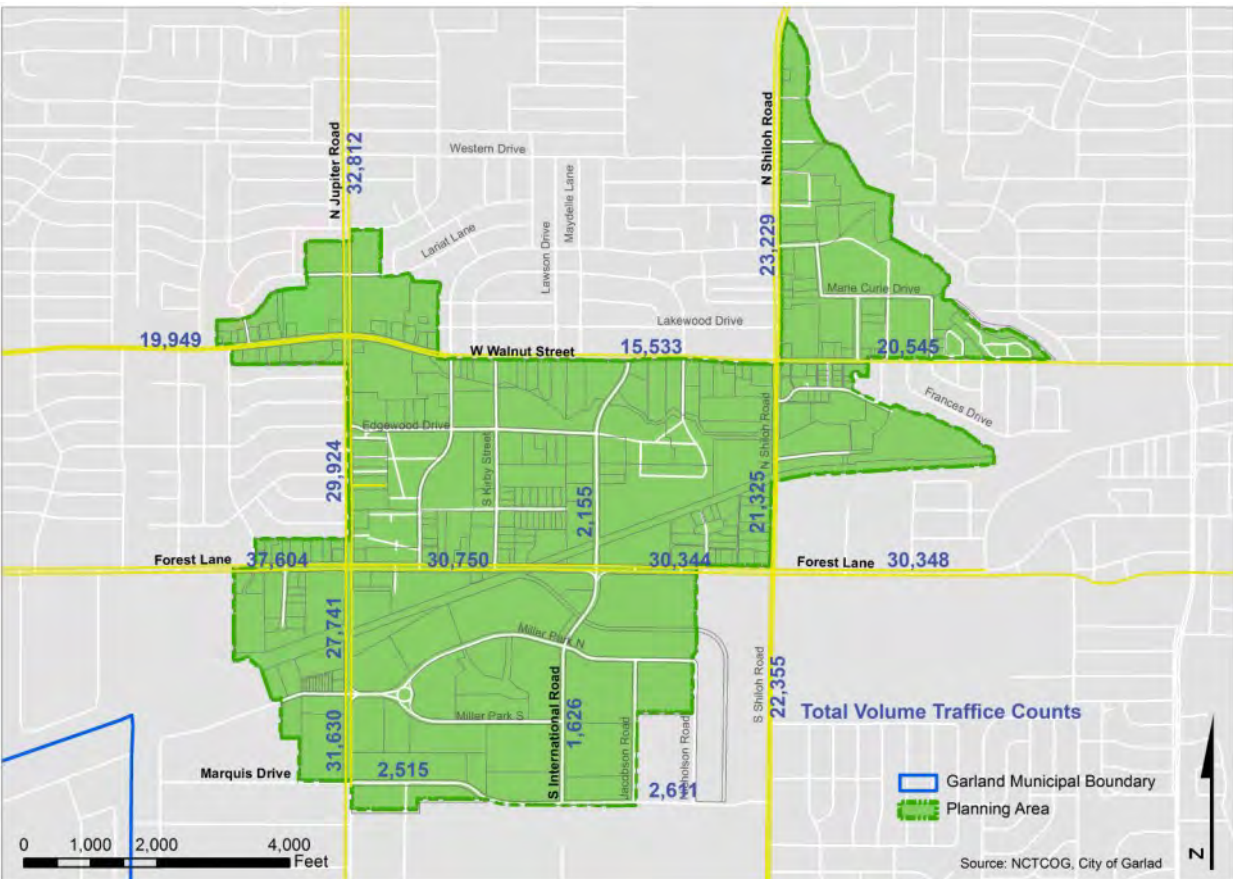 N Jupiter Road
32,812
Western Drive
N Shiloh Road
Maydelle Lane
Lariat Lane
Lawson Drive
23,229
Marie Curie Drive
Lakewood Drive
19,949
W Walnut Street
15,533
20,545
Frances Drive
Edgewood Drive
N Shiloh Road
S Kirby Street
29,924
2,155
21,325
Forest Lane
37,604
30,750
30,344
Forest Lane
30,348
27,741
Miller Park N
S Shiloh Road
22,355
S International Road
1,626
Miller Park S
Total Volume Traffice Counts
31,630
Jacobson Road
Nicholson Road
Marquis Drive
2,515
2,611
Garland Municipal Boundary
Planning Area
0 1,000 2,000 4,000
Feet
Source: NCTCOG, City of Garlad
N